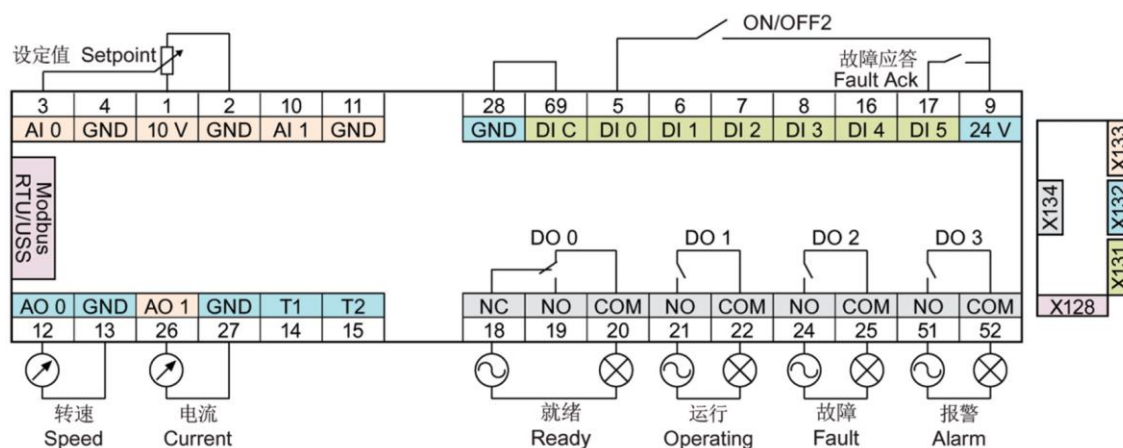 ON/OFF2
设定值 Setpoint
故障应答
Fault Ack
3 4 1 2 10 11 28 69 5 6 7 8 16 17 9
AI 0 GND 10 V GND AI 1 GND GND DI C DI 0 DI 1 DI 2 DI 3 DI 4 DI 5 24 V
Modbus
RTU/USS
X133
X134
X132
X131
X128
DO 0 DO 1 DO 2 DO 3
AO 0 GND AO 1 GND T1 T2 NC NO COM NO COM NO COM NO COM
12 13 26 27 14 15 18 19 20 21 22 24 25 51 52
转速 电流 就绪 运行 故障 报警
Speed Current Ready Operating Fault Alarm